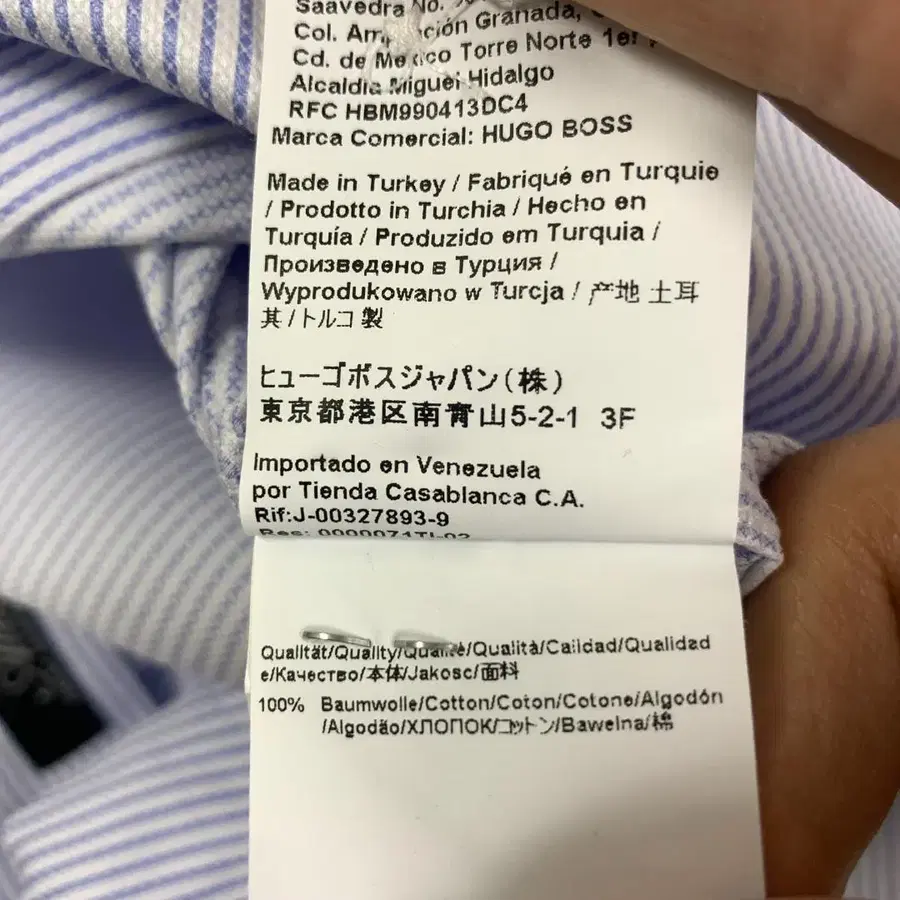 Saavedra No.
Col. Ampliación Granada,
Cd. de Mexico Torre Norte 1er
Alcaldia Miguel Hidalgo
RFC HBM990413DC4
Marca Comercial: HUGO BOSS
Made in Turkey / Fabriqué en Turquie
/ Prodotto in Turchia / Hecho en
Turquía / Produzido em Turquia /
Произведено в Турция /
Wyprodukowano w Turcja / 产地 土耳
其 / トルコ 製
ヒューゴボスジャパン(株)
東京都港区南青山5-2-1 3F
Importado en Venezuela
por Tienda Casablanca C.A.
Rif:J-00327893-9
Qualität/Quality/Qualité/Qualità/Calidad/Qualidad
e/Качество/本体/Jakosc/面料
100% Baumwolle/Cotton/Coton/Cotone/Algodón
/Algodão/ХЛОПОК/コットン/Bawelna/棉